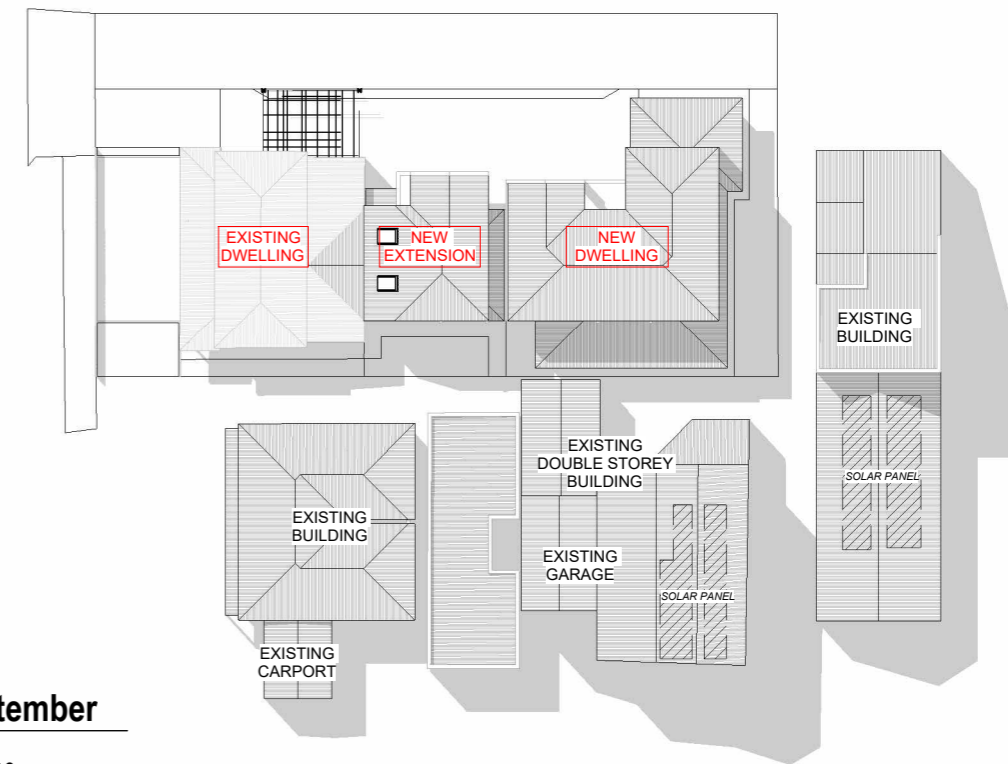 EXISTING
DWELLING
NEW
EXTENSION
NEW
DWELLING
EXISTING
BUILDING
EXISTING
DOUBLE STOREY
BUILDING
SOLAR PANEL
EXISTING
BUILDING
EXISTING
GARAGE
SOLAR PANEL
EXISTING
CARPORT
tember